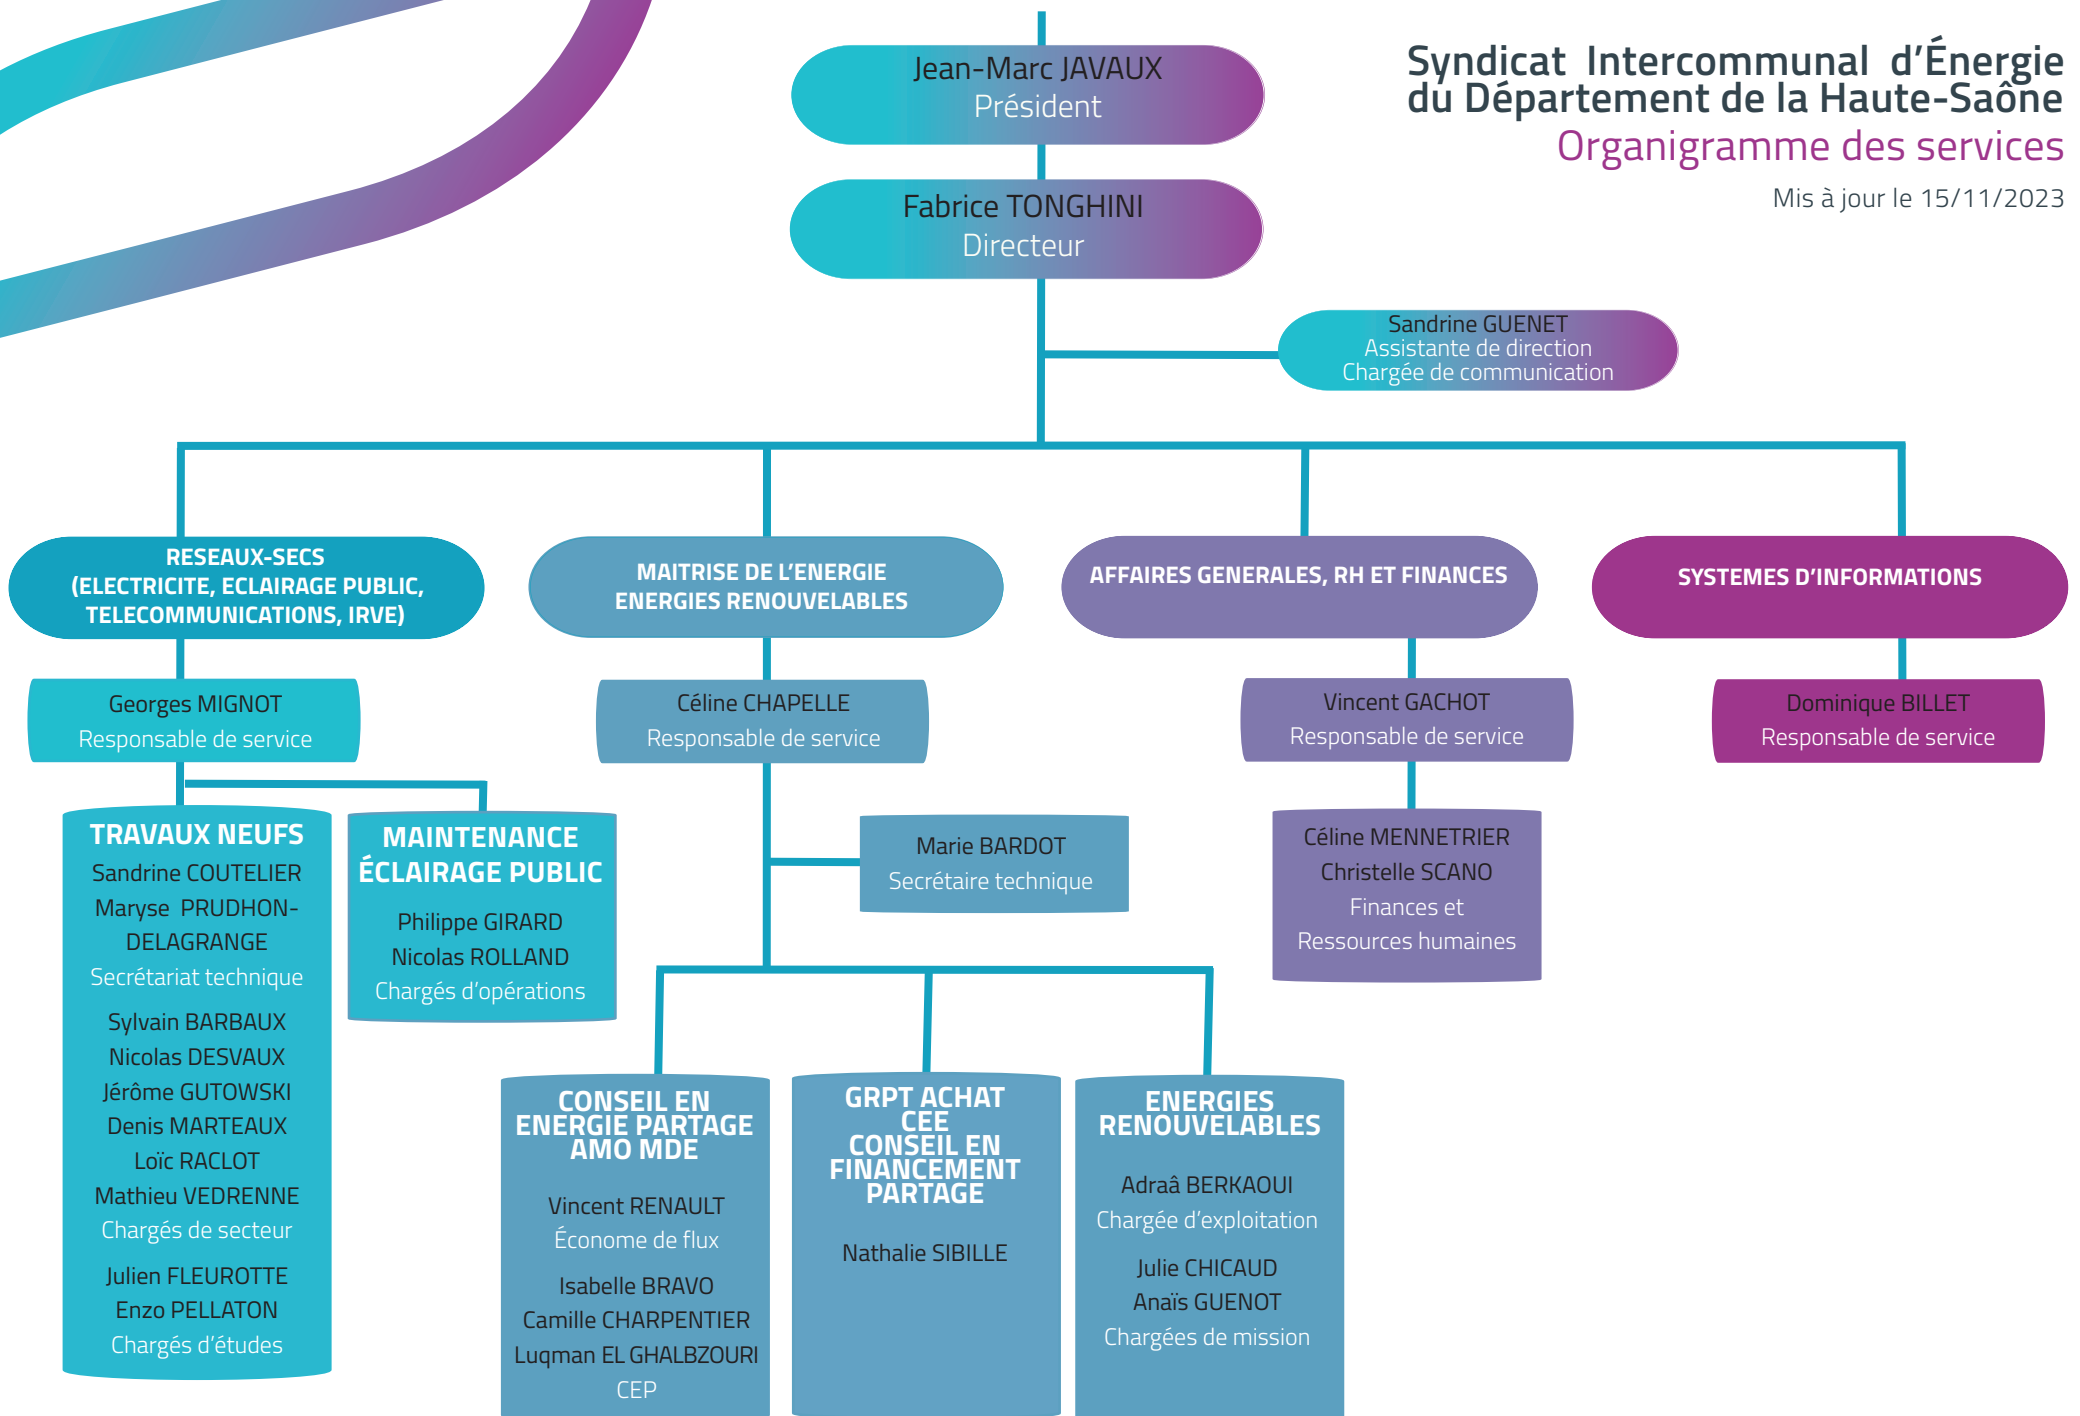 Jean-Marc JAVAUX
Président
Syndicat Intercommunal d’Énergie
du Département de la Haute-Saône
Organigramme des services
Mis à jour le 15/11/2023
Fabrice TONGHINI
Directeur
Sandrine GUENET
Assistante de direction
Chargée de communication
RESEAUX-SECS
(ELECTRICITE, ECLAIRAGE PUBLIC,
TELECOMMUNICATIONS, IRVE)
MAITRISE DE L’ENERGIE
ENERGIES RENOUVELABLES
AFFAIRES GENERALES, RH ET FINANCES
SYSTEMES D’INFORMATIONS
Georges MIGNOT
Responsable de service
Céline CHAPELLE
Responsable de service
Vincent GACHOT
Responsable de service
Dominique BILLET
Responsable de service
TRAVAUX NEUFS
Sandrine COUTELIER
Maryse PRUDHON-
DELAGRANGE
Secrétariat technique
Sylvain BARBAUX
Nicolas DESVAUX
Jérôme GUTOWSKI
Denis MARTEAUX
Loïc RACLOT
Mathieu VEDRENNE
Chargés de secteur
Julien FLEUROTTE
Enzo PELLATON
Chargés d’études
MAINTENANCE
ÉCLAIRAGE PUBLIC
Philippe GIRARD
Nicolas ROLLAND
Chargés d’opérations
Marie BARDOT
Secrétaire technique
Céline MENNETRIER
Christelle SCANO
Finances et
Ressources humaines
CONSEIL EN
ENERGIE PARTAGE
AMO MDE
Vincent RENAULT
Économe de flux
Isabelle BRAVO
Camille CHARPENTIER
Luqman EL GHALBZOURI
CEP
GRPT ACHAT
CEE
CONSEIL EN
FINANCEMENT
PARTAGE
Nathalie SIBILLE
ENERGIES
RENOUVELABLES
Adraâ BERKAOUI
Chargée d’exploitation
Julie CHICAUD
Anaïs GUENOT
Chargées de mission